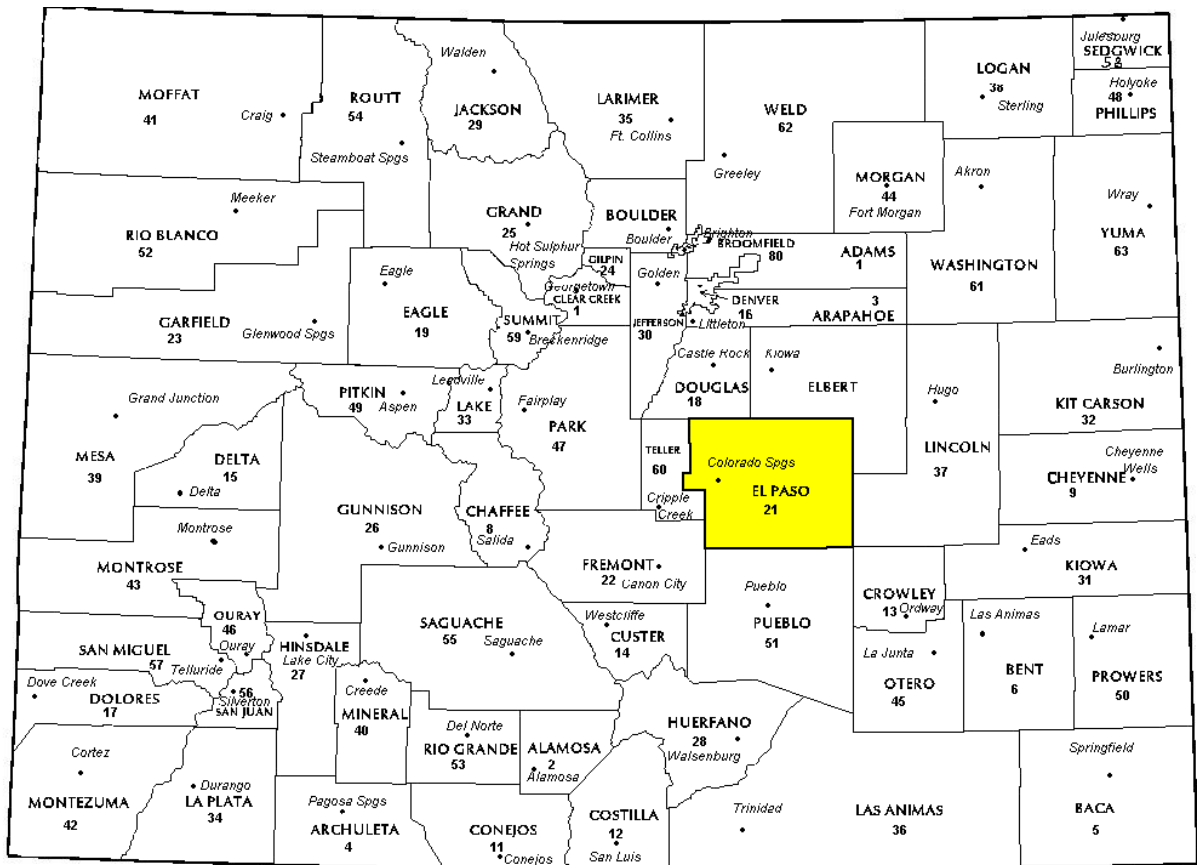 Walden
Julesburg
SEDGWICK
58
LOGAN
38
Sterling
Holyoke
48
PHILLIPS
MOFFAT
41
Craig
ROUTT
54
Steamboat Spgs
JACKSON
29
LARIMER
35
Ft. Collins
WELD
62
Greeley
MORGAN
44
Fort Morgan
Akron
Wray
YUMA
63
Meeker
RIO BLANCO
52
GRAND
25
Hot Sulphur
Springs
BOULDER
Boulder
Brighton
BROOMFIELD
80
ADAMS
1
WASHINGTON
61
GILPIN
24
Golden
Georgetown
CLEAR CREEK
1
DENVER
16
3
ARAPAHOE
Littleton
JEFFERSON
30
Eagle
EAGLE
19
SUMMIT
59
Breckenridge
GARFIELD
23
Glenwood Spgs
Castle Rock
DOUGLAS
18
Kiowa
ELBERT
Hugo
LINCOLN
37
Burlington
KIT CARSON
32
Grand Junction
MESA
39
PITKIN
49
Aspen
Leadville
LAKE
33
Fairplay
PARK
47
TELLER
60
Cripple
Creek
Colorado Spgs
EL PASO
21
Cheyenne
Wells
CHEYENNE
9
DELTA
15
Delta
GUNNISON
26
Gunnison
CHAFFEE
8
Salida
Montrose
MONTROSE
43
FREMONT
22
Canon City
Pueblo
PUEBLO
51
CROWLEY
13
Ordway
Eads
KIOWA
31
OURAY
46
Ouray
SAN MIGUEL
57
Telluride
HINSDALE
Lake City
27
SAGUACHE
55
Saguache
Westcliffe
CUSTER
14
La Junta
OTERO
45
Las Animas
BENT
6
Lamar
PROWERS
50
Dove Creek
DOLORES
17
56
Silverton
SAN JUAN
Creede
MINERAL
40
Del Norte
RIO GRANDE
53
ALAMOSA
2
Alamosa
HUERFANO
28
Walsenburg
Cortez
MONTEZUMA
42
Durango
LA PLATA
34
Pagosa Spgs
ARCHULETA
4
CONEJOS
11
Conejos
COSTILLA
12
San Luis
Trinidad
LAS ANIMAS
36
Springfield
BACA
5